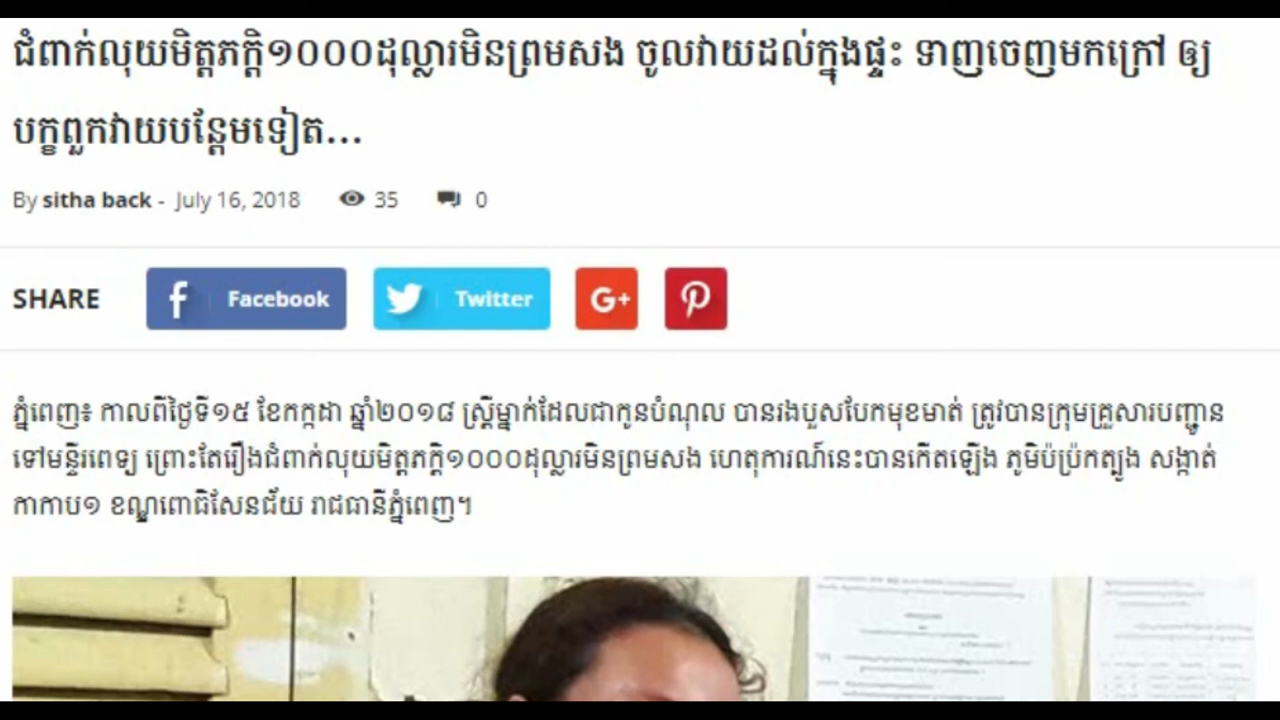 ជំពាក់លុយមិត្តភក្តិ១០០០ដុល្លារមិនព្រមសង ចូលវាយដល់ក្នុងផ្ទះ ទាញចេញមកក្រៅ ឲ្យ
បក្ខពួកវាយបន្ថែមទៀត...
By sitha back - July 16, 2018 35 0
SHARE Facebook Twitter G+
ភ្នំពេញ៖ កាលពីថ្ងៃទី១៥ ខែកក្កដា ឆ្នាំ២០១៨ ស្ត្រីម្នាក់ដែលជាកូនបំណុល បានរងបួសបែកមុខមាត់ ត្រូវបានក្រុមគ្រួសារបញ្ជូន
ទៅមន្ទីរពេទ្យ ព្រោះតែរឿងជំពាក់លុយមិត្តភក្តិ១០០០ដុល្លារមិនព្រមសង ហេតុការណ៍នេះបានកើតឡើង ភូមិប៉ប្រ៉កត្បូង សង្កាត់
កាកាប១ ខណ្ឌពោធិសែនជ័យ រាជធានីភ្នំពេញ។